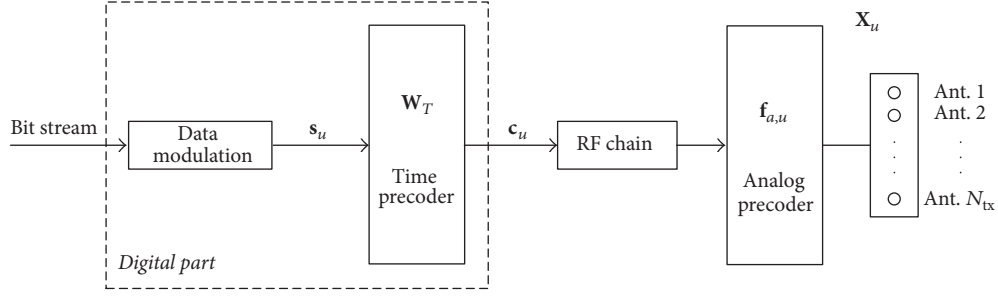 Bit stream
Data
modulation
s_u
W_T
Time
precoder
Digital part
c_u
RF chain
f_{a,u}
Analog
precoder
X_u
Ant. 1
Ant. 2
Ant. N_tx